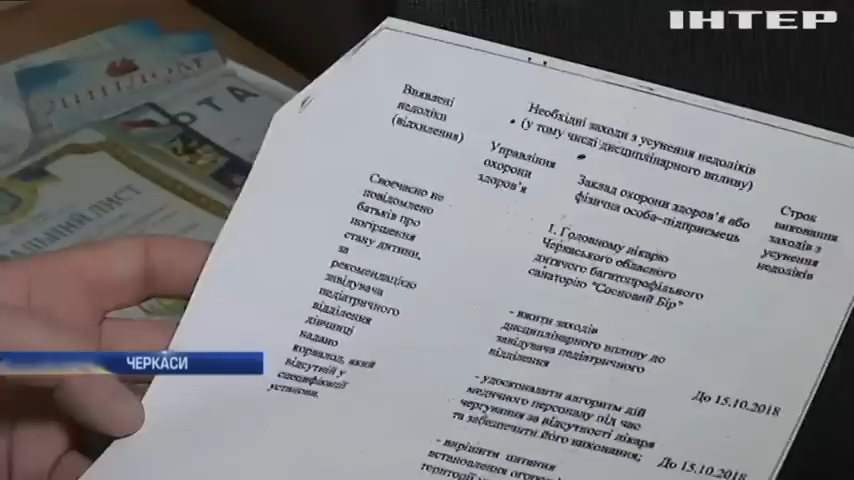 ІНТЕР
ДИПЛОМ
Виявлені
недоліки
(відхилення)
Необхідні заходи з усунення недоліків
(у тому числі дисциплінарного впливу)
Управління
охорони
здоров'я
Заклад охорони здоров'я або
фізична особа-підприємець
Строк
виконання
заходів з
усунення
недоліків
Своєчасно не
повідомлено
батьків про
погіршення
стану дитини,
за
рекомендацією
завідувача
педіатричного
відділення
дівчинці
надано
корвалол, який
відсутній у
специфікації
установи.
1. Головному лікарю
Черкаського обласного
дитячого багатопрофільного
санаторію "Сосновий Бір"
- вжити заходів
дисциплінарного впливу до
завідувача педіатричного
відділення
До 15.10.2018
- удосконалити алгоритм дій
медичного персоналу під час
чергування за відсутності лікаря
та забезпечити його виконання;
До 15.10.2018
- вирішити питання
встановлення
території
ЧЕРКАСИ